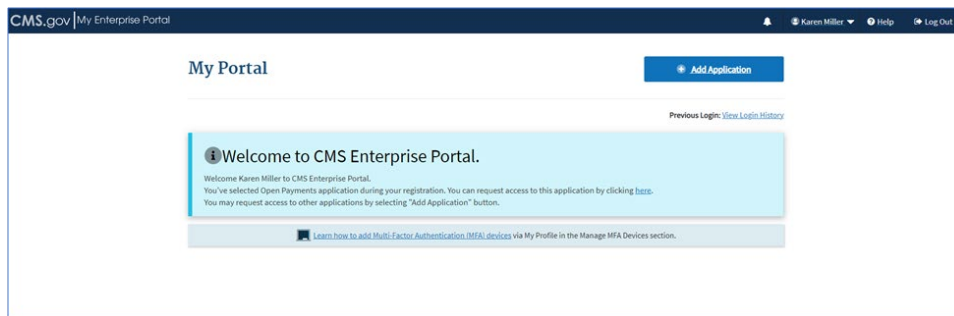 CMS.gov My Enterprise Portal
Karen Miller Help Log Out
My Portal
Add Application
Previous Login: View Login History
Welcome to CMS Enterprise Portal.
Welcome Karen Miller to CMS Enterprise Portal.
You've selected Open Payments application during your registration. You can request access to this application by clicking here.
You may request access to other applications by selecting "Add Application" button.
Learn how to add Multi-Factor Authentication (MFA) devices via My Profile in the Manage MFA Devices section.